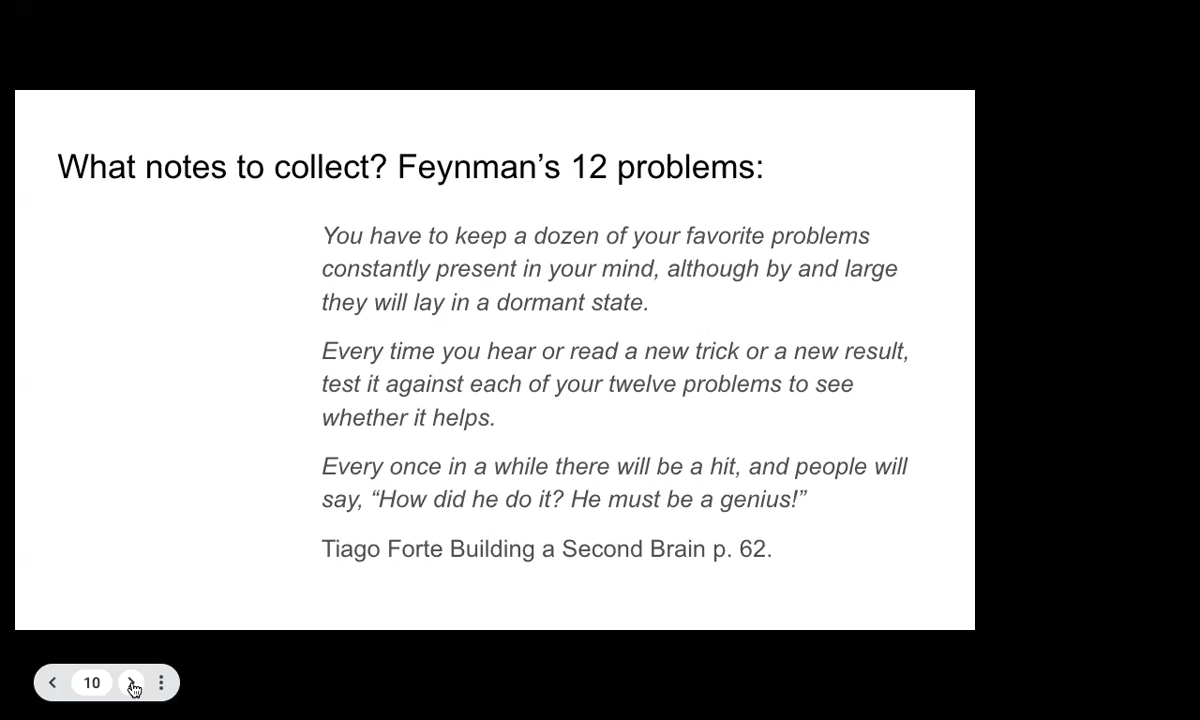 What notes to collect? Feynman’s 12 problems:
You have to keep a dozen of your favorite problems
constantly present in your mind, although by and large
they will lay in a dormant state.
Every time you hear or read a new trick or a new result,
test it against each of your twelve problems to see
whether it helps.
Every once in a while there will be a hit, and people will
say, “How did he do it? He must be a genius!”
Tiago Forte Building a Second Brain p. 62.
10